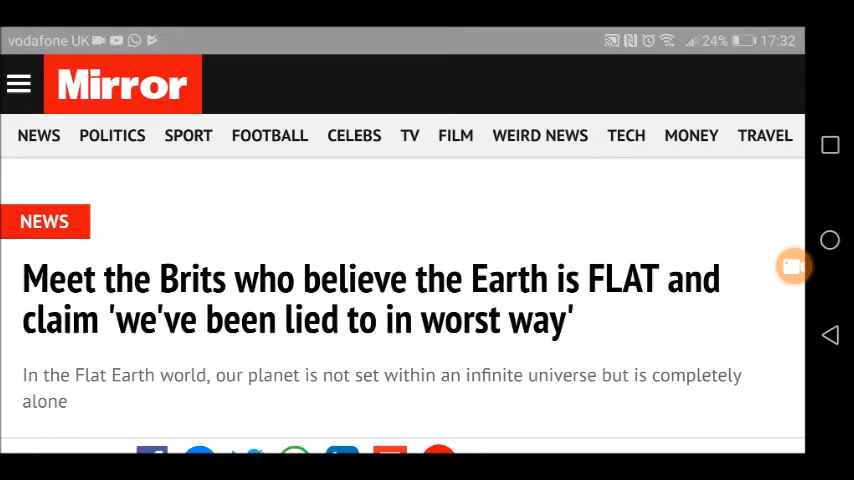 vodafone UK 24% 17:32
Mirror
NEWS POLITICS SPORT FOOTBALL CELEBS TV FILM WEIRD NEWS TECH MONEY TRAVEL
NEWS
Meet the Brits who believe the Earth is FLAT and
claim 'we've been lied to in worst way'
In the Flat Earth world, our planet is not set within an infinite universe but is completely
alone